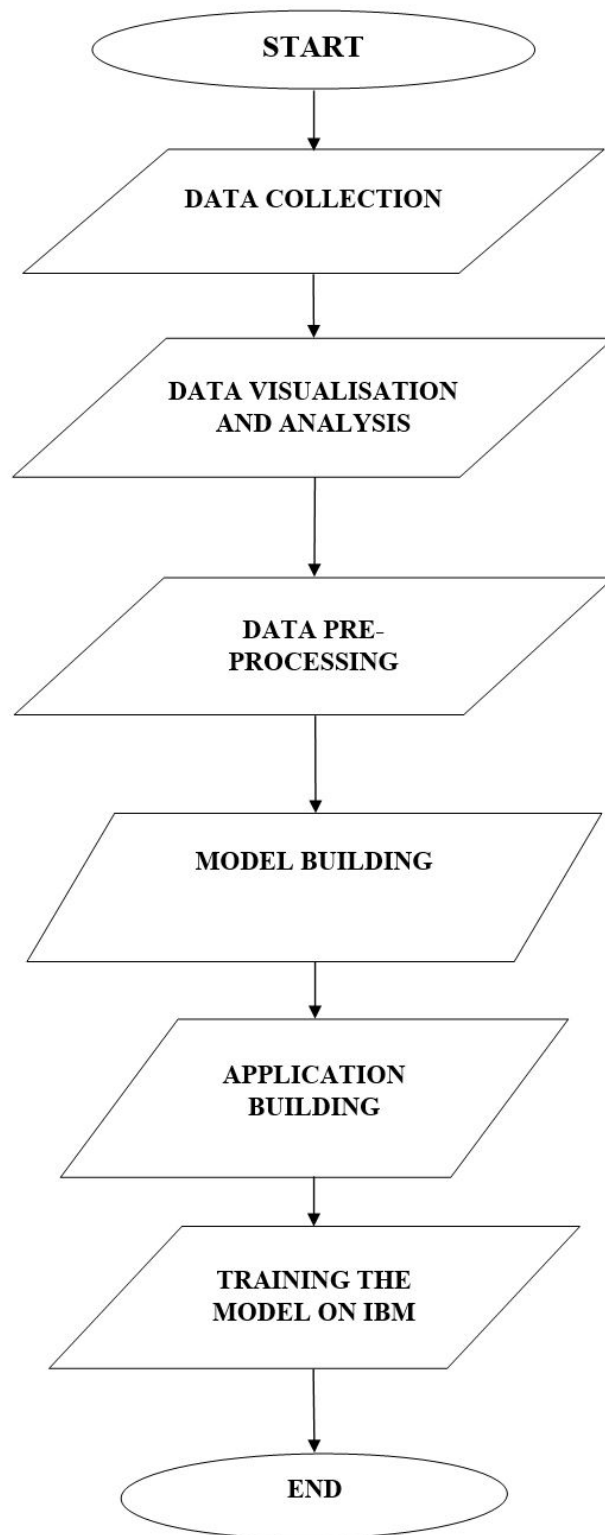 START
DATA COLLECTION
DATA VISUALISATION
AND ANALYSIS
DATA PRE-
PROCESSING
MODEL BUILDING
APPLICATION
BUILDING
TRAINING THE
MODEL ON IBM
END